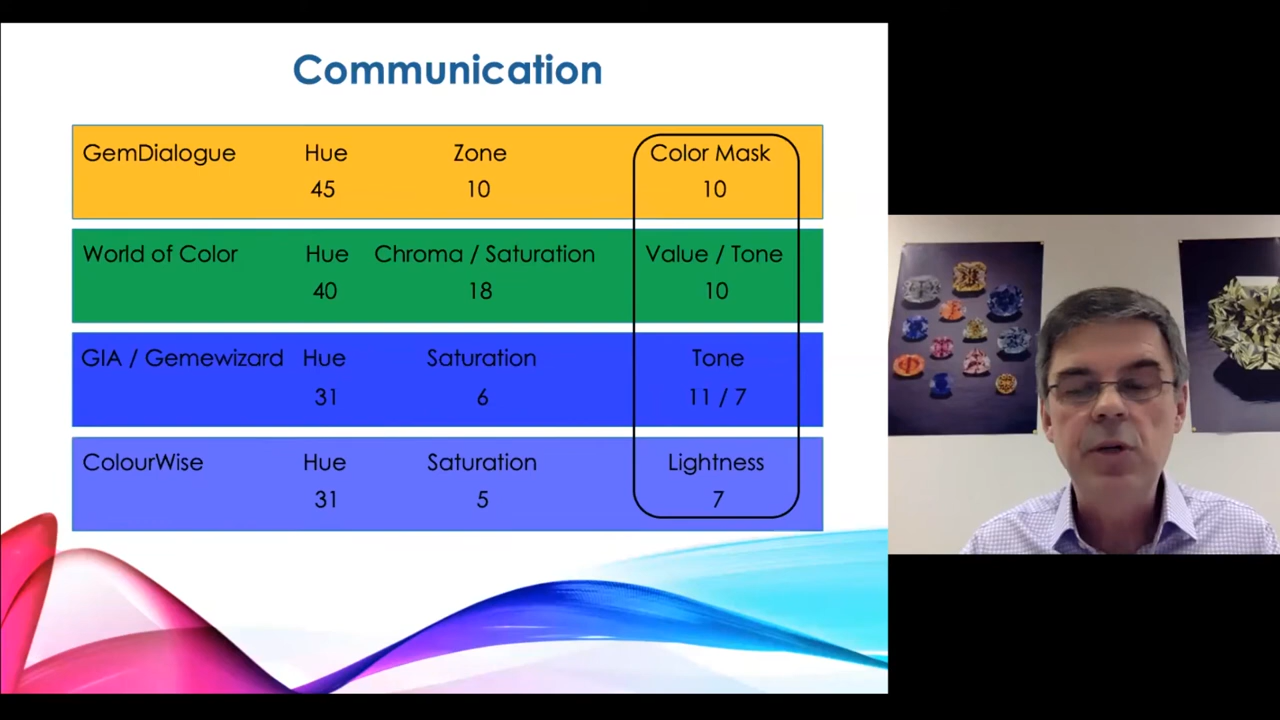 Communication
GemDialogue Hue Zone Color Mask
45 10 10
World of Color Hue Chroma / Saturation Value / Tone
40 18 10
GIA / Gemewizard Hue Saturation Tone
31 6 11 / 7
ColourWise Hue Saturation Lightness
31 5 7